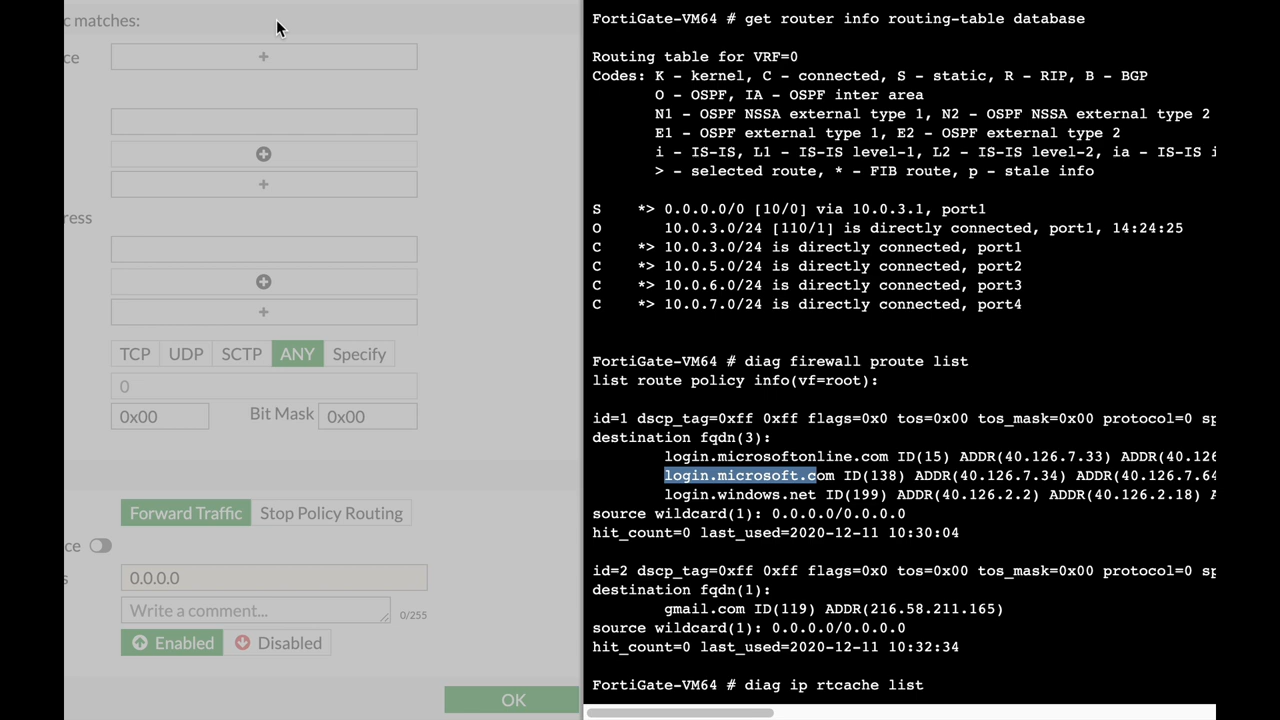 c matches:
ce
+
+
+
ress
+
+
TCP UDP SCTP ANY Specify
0
0x00 Bit Mask 0x00
Forward Traffic Stop Policy Routing
ce
s 0.0.0.0
Write a comment... 0/255
Enabled Disabled
OK
FortiGate-VM64 # get router info routing-table database
Routing table for VRF=0
Codes: K - kernel, C - connected, S - static, R - RIP, B - BGP
O - OSPF, IA - OSPF inter area
N1 - OSPF NSSA external type 1, N2 - OSPF NSSA external type 2
E1 - OSPF external type 1, E2 - OSPF external type 2
i - IS-IS, L1 - IS-IS level-1, L2 - IS-IS level-2, ia - IS-IS i
> - selected route, * - FIB route, p - stale info
S *> 0.0.0.0/0 [10/0] via 10.0.3.1, port1
O 10.0.3.0/24 [110/1] is directly connected, port1, 14:24:25
C *> 10.0.3.0/24 is directly connected, port1
C *> 10.0.5.0/24 is directly connected, port2
C *> 10.0.6.0/24 is directly connected, port3
C *> 10.0.7.0/24 is directly connected, port4
FortiGate-VM64 # diag firewall proute list
list route policy info(vf=root):
id=1 dscp_tag=0xff 0xff flags=0x0 tos=0x00 tos_mask=0x00 protocol=0 sp
destination fqdn(3):
login.microsoftonline.com ID(15) ADDR(40.126.7.33) ADDR(40.126
login.microsoft.com ID(138) ADDR(40.126.7.34) ADDR(40.126.7.64
login.windows.net ID(199) ADDR(40.126.2.2) ADDR(40.126.2.18) A
source wildcard(1): 0.0.0.0/0.0.0.0
hit_count=0 last_used=2020-12-11 10:30:04
id=2 dscp_tag=0xff 0xff flags=0x0 tos=0x00 tos_mask=0x00 protocol=0 sp
destination fqdn(1):
gmail.com ID(119) ADDR(216.58.211.165)
source wildcard(1): 0.0.0.0/0.0.0.0
hit_count=0 last_used=2020-12-11 10:32:34
FortiGate-VM64 # diag ip rtcache list